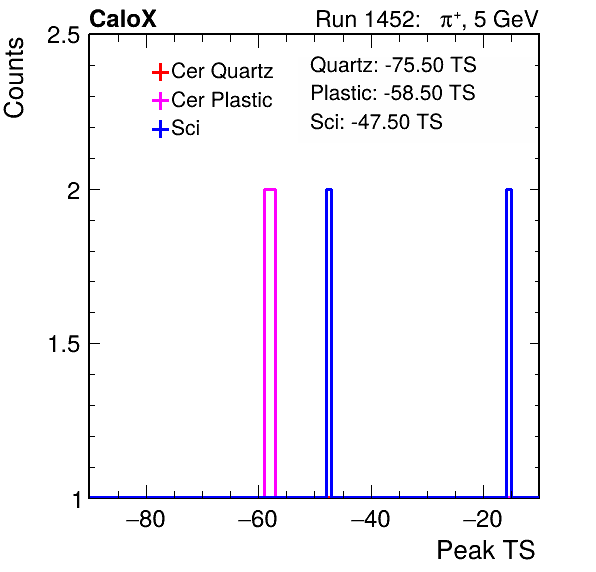 CaloX Run 1452: π⁺, 5 GeV
Counts
2.5
Cer Quartz
Cer Plastic
Sci
Quartz: -75.50 TS
Plastic: -58.50 TS
Sci: -47.50 TS
2
1.5
1
−80 −60 −40 −20
Peak TS